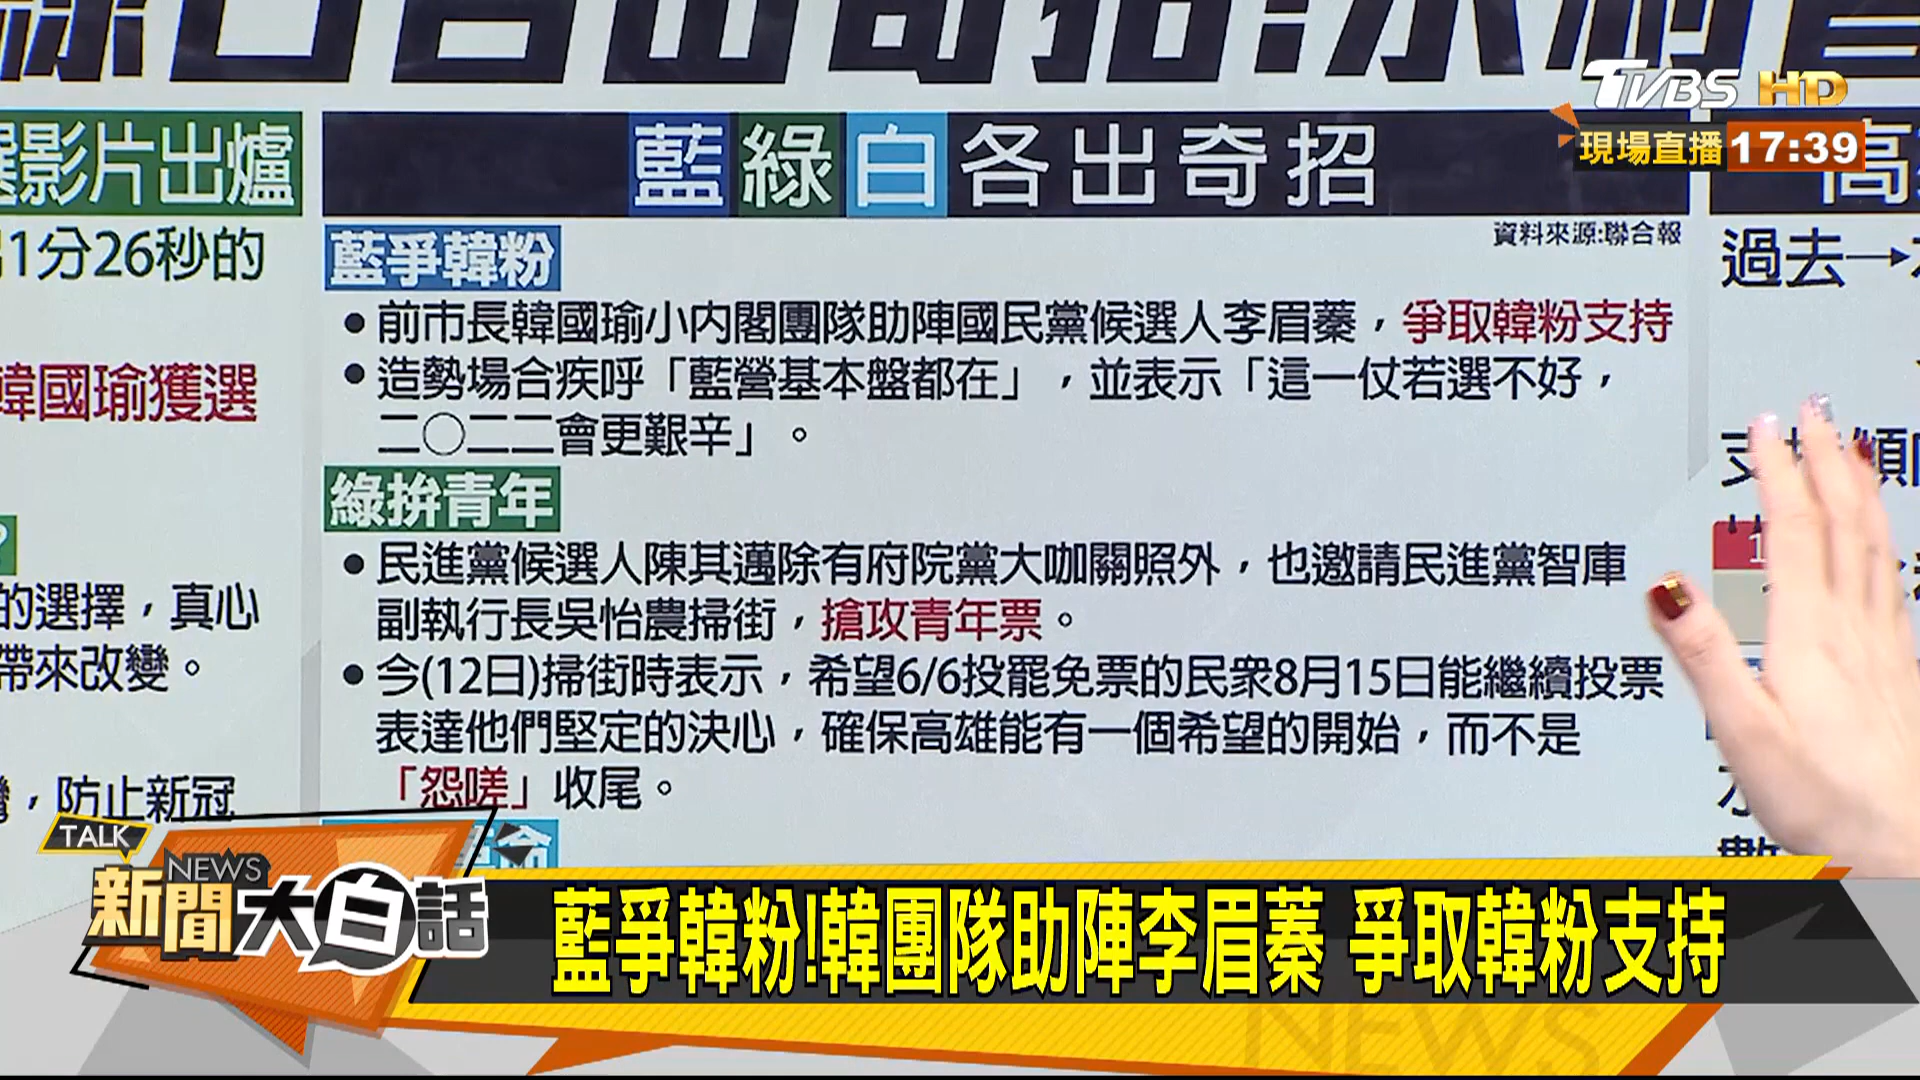 TVBS HD
現場直播 17:39
選影片出爐
1分26秒的
韓國瑜獲選
的選擇，真心
帶來改變。
，防止新冠
藍綠白各出奇招
資料來源:聯合報
藍爭韓粉
●前市長韓國瑜小內閣團隊助陣國民黨候選人李眉蓁，爭取韓粉支持
●造勢場合疾呼「藍營基本盤都在」，並表示「這一仗若選不好，
二〇二二會更艱辛」。
綠拚青年
●民進黨候選人陳其邁除有府院黨大咖關照外，也邀請民進黨智庫
副執行長吳怡農掃街，搶攻青年票。
●今(12日)掃街時表示，希望6/6投罷免票的民眾8月15日能繼續投票
表達他們堅定的決心，確保高雄能有一個希望的開始，而不是
「怨嗟」收尾。
高
過去→
TALK
NEWS
新聞大白話
藍爭韓粉!韓團隊助陣李眉蓁 爭取韓粉支持
NEWS